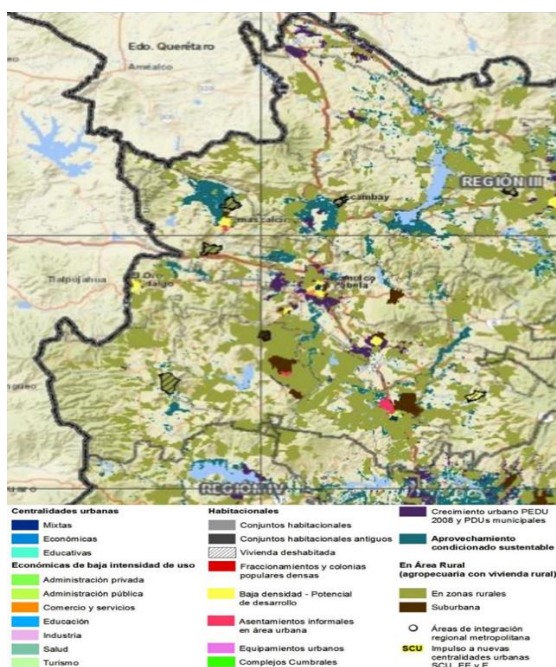 Edo. Querétaro
Amealco
REGIÓN III
Tlalpujahua
El Oro
REGIÓN IV
Centralidades urbanas
Mixtas
Económicas
Educativas
Económicas de baja intensidad de uso
Administración privada
Administración pública
Comercio y servicios
Educación
Industria
Salud
Turismo
Habitacionales
Conjuntos habitacionales
Conjuntos habitacionales antiguos
Vivienda deshabitada
Fraccionamientos y colonias
populares densas
Baja densidad - Potencial
de desarrollo
Asentamientos informales
en área urbana
Equipamientos urbanos
Complejos Cumbrales
Crecimiento urbano PEDU
2008 y PDUs municipales
Aprovechamiento
condicionado sustentable
En Área Rural
(agropecuaria con vivienda rural)
En zonas rurales
Suburbana
Áreas de integración
regional metropolitana
SCU Impulso a nuevas
centralidades urbanas